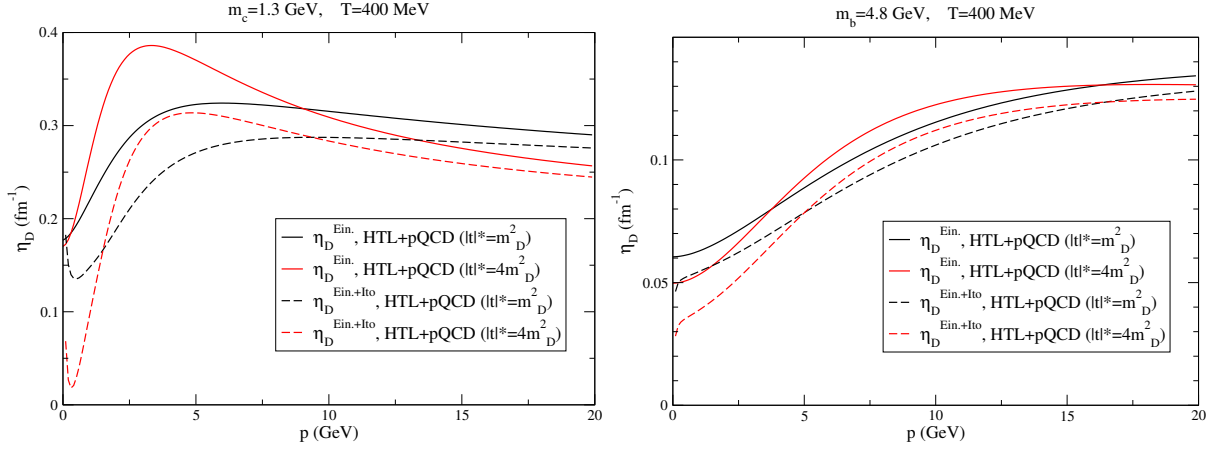 m_c=1.3 GeV, T=400 MeV
0.4
0.3
0.2
0.1
0
η_D (fm^-1)
η_D^Ein., HTL+pQCD (|t|*=m^2_D)
η_D^Ein., HTL+pQCD (|t|*=4m^2_D)
η_D^Ein.+Ito, HTL+pQCD (|t|*=m^2_D)
η_D^Ein.+Ito, HTL+pQCD (|t|*=4m^2_D)
0 5 10 15 20
p (GeV)
m_b=4.8 GeV, T=400 MeV
0.1
0.05
0
η_D (fm^-1)
η_D^Ein., HTL+pQCD (|t|*=m^2_D)
η_D^Ein., HTL+pQCD (|t|*=4m^2_D)
η_D^Ein.+Ito, HTL+pQCD (|t|*=m^2_D)
η_D^Ein.+Ito, HTL+pQCD (|t|*=4m^2_D)
0 5 10 15 20
p (GeV)